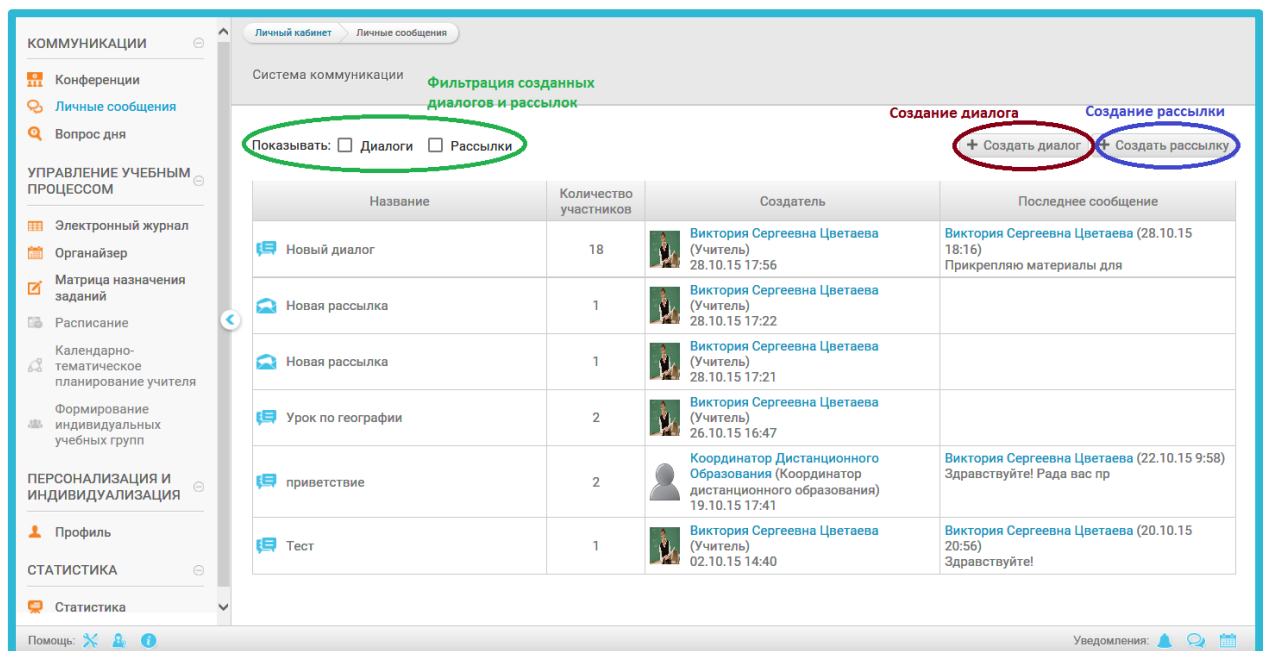 КОММУНИКАЦИИ
Конференции
Личные сообщения
Вопрос дня
УПРАВЛЕНИЕ УЧЕБНЫМ
ПРОЦЕССОМ
Электронный журнал
Органайзер
Матрица назначения
заданий
Расписание
Календарно-
тематическое
планирование учителя
Формирование
индивидуальных
учебных групп
ПЕРСОНАЛИЗАЦИЯ И
ИНДИВИДУАЛИЗАЦИЯ
Профиль
СТАТИСТИКА
Статистика
Личный кабинет Личные сообщения
Система коммуникации
Фильтрация созданных
диалогов и рассылок
Создание диалога Создание рассылки
Показывать: Диалоги Рассылки
+ Создать диалог + Создать рассылку
Название Количество участников Создатель Последнее сообщение
Новый диалог
18
Виктория Сергеевна Цветаева
(Учитель)
28.10.15 17:56
Виктория Сергеевна Цветаева (28.10.15
18:16)
Прикрепляю материалы для
Новая рассылка
1
Виктория Сергеевна Цветаева
(Учитель)
28.10.15 17:22
Новая рассылка
1
Виктория Сергеевна Цветаева
(Учитель)
28.10.15 17:21
Урок по географии
2
Виктория Сергеевна Цветаева
(Учитель)
26.10.15 16:47
приветствие
2
Координатор Дистанционного
Образования (Координатор
дистанционного образования)
19.10.15 17:41
Виктория Сергеевна Цветаева (22.10.15 9:58)
Здравствуйте! Рада вас пр
Тест
1
Виктория Сергеевна Цветаева
(Учитель)
02.10.15 14:40
Виктория Сергеевна Цветаева (20.10.15
20:56)
Здравствуйте!
Помощь:
Уведомления: